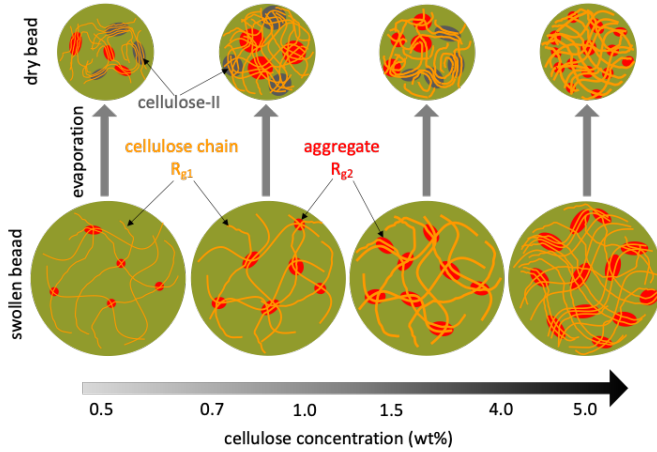 dry bead
cellulose-II
evaporation
cellulose chain
Rg1
aggregate
Rg2
swollen beaad
0.5 0.7 1.0 1.5 4.0 5.0
cellulose concentration (wt%)